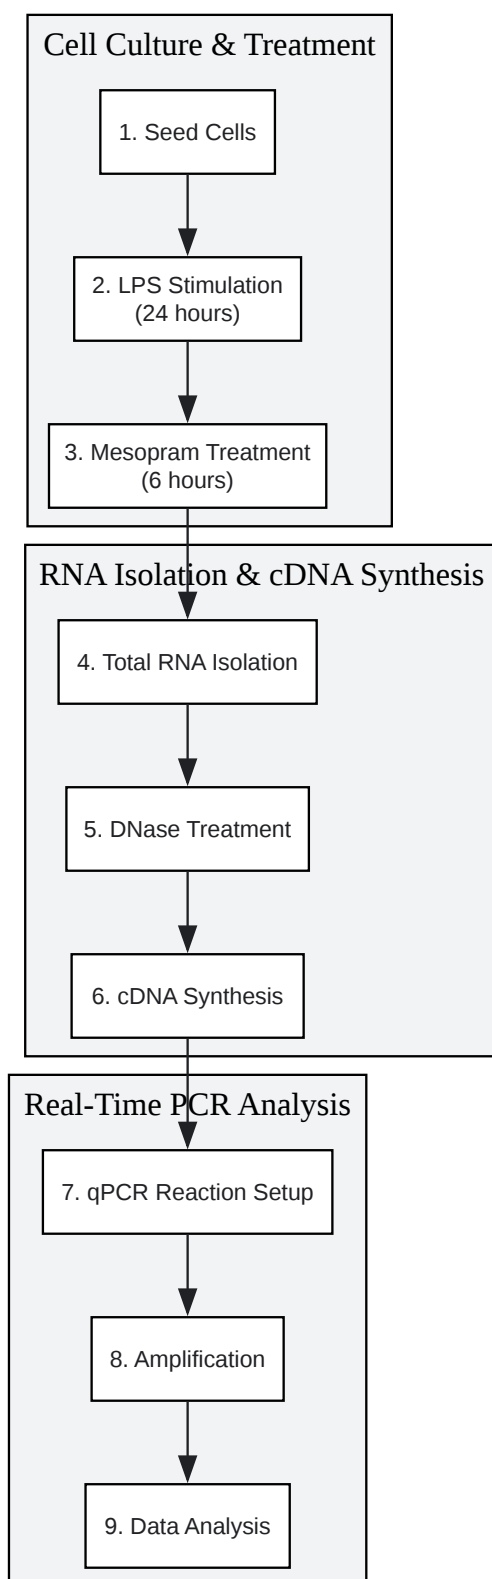 Cell Culture & Treatment
1. Seed Cells
2. LPS Stimulation
(24 hours)
3. Mesopram Treatment
(6 hours)
RNA Isolation & cDNA Synthesis
4. Total RNA Isolation
5. DNase Treatment
6. cDNA Synthesis
Real-Time PCR Analysis
7. qPCR Reaction Setup
8. Amplification
9. Data Analysis